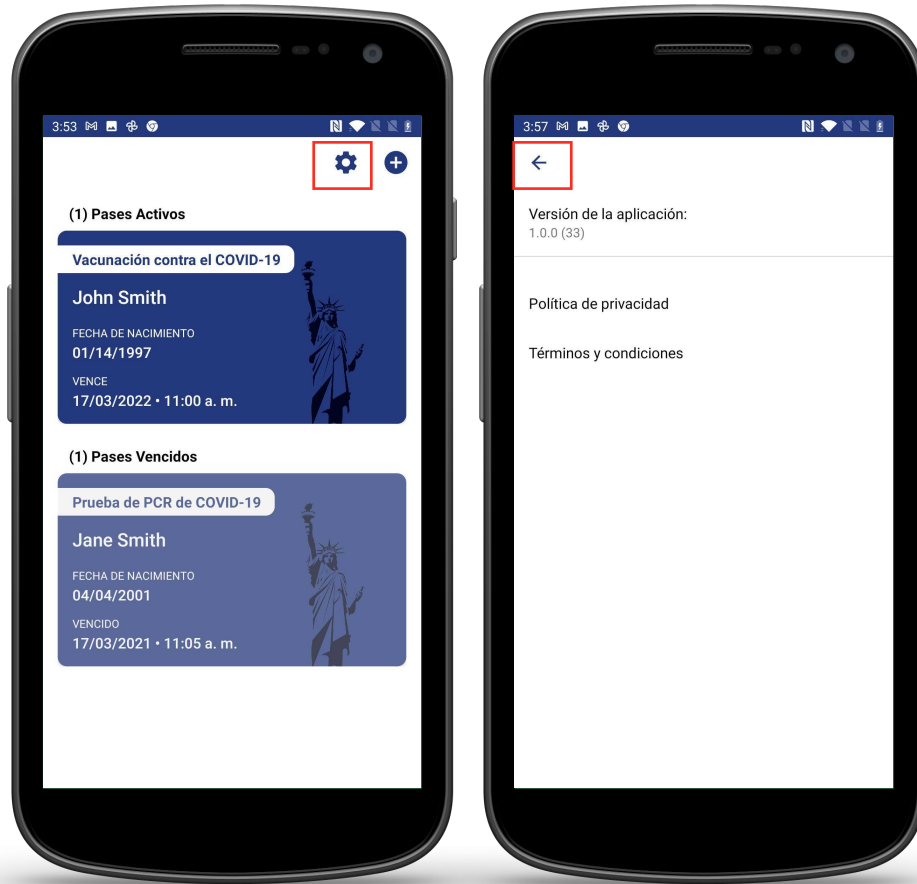 3:53
(1) Pases Activos
Vacunación contra el COVID-19
John Smith
FECHA DE NACIMIENTO
01/14/1997
VENCE
17/03/2022 • 11:00 a. m.
(1) Pases Vencidos
Prueba de PCR de COVID-19
Jane Smith
FECHA DE NACIMIENTO
04/04/2001
VENCIDO
17/03/2021 • 11:05 a. m.
3:57
Versión de la aplicación:
1.0.0 (33)
Política de privacidad
Términos y condiciones